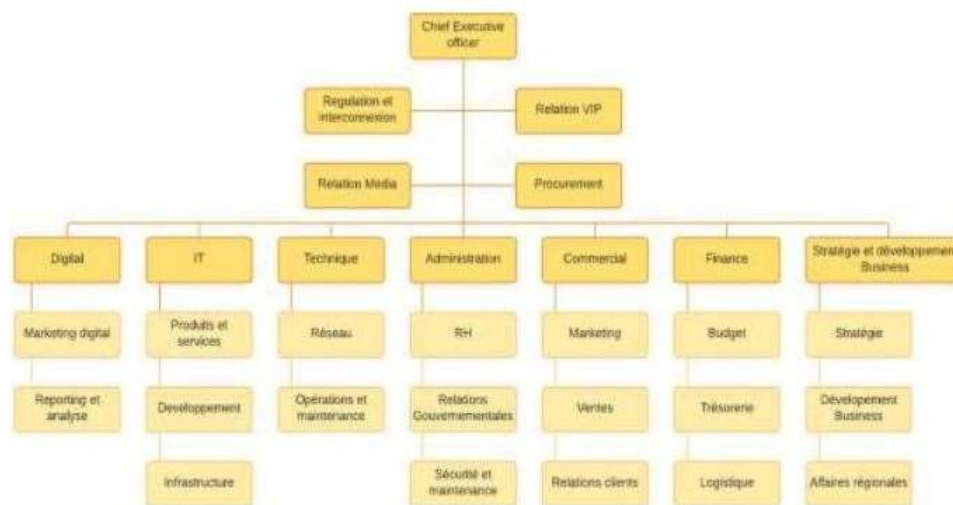 Chief Executive
officer
Regulation et
interconnexion
Relation VIP
Relation Media
Procurement
Digital
IT
Technique
Administration
Commercial
Finance
Stratégie et développement
Business
Marketing digital
Produits et
services
Réseau
RH
Marketing
Budget
Stratégie
Reporting et
analyse
Developpement
Opérations et
maintenance
Relations
Gouvernementales
Ventes
Trésorerie
Dévelopement
Business
Infrastructure
Sécurité et
maintenance
Relations clients
Logistique
Affaires régionales